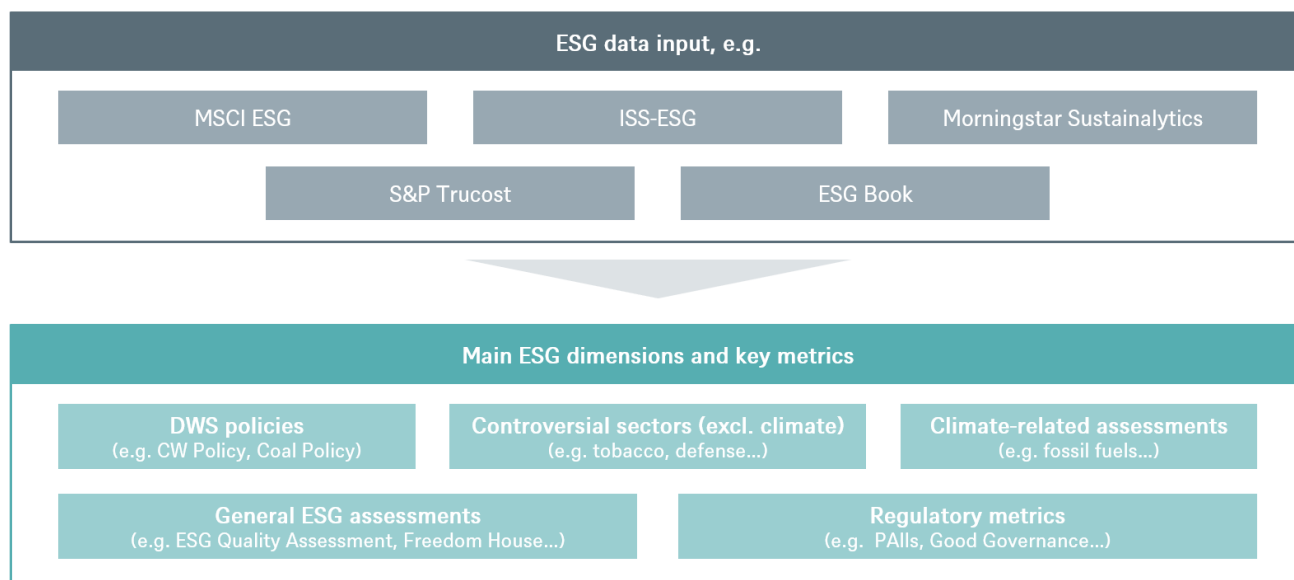 ESG data input, e.g.
MSCI ESG
ISS-ESG
Morningstar Sustainalytics
S&P Trucost
ESG Book
Main ESG dimensions and key metrics
DWS policies
(e.g. CW Policy, Coal Policy)
Controversial sectors (excl. climate)
(e.g. tobacco, defense...)
Climate-related assessments
(e.g. fossil fuels...)
General ESG assessments
(e.g. ESG Quality Assessment, Freedom House...)
Regulatory metrics
(e.g. PAIIs, Good Governance...)